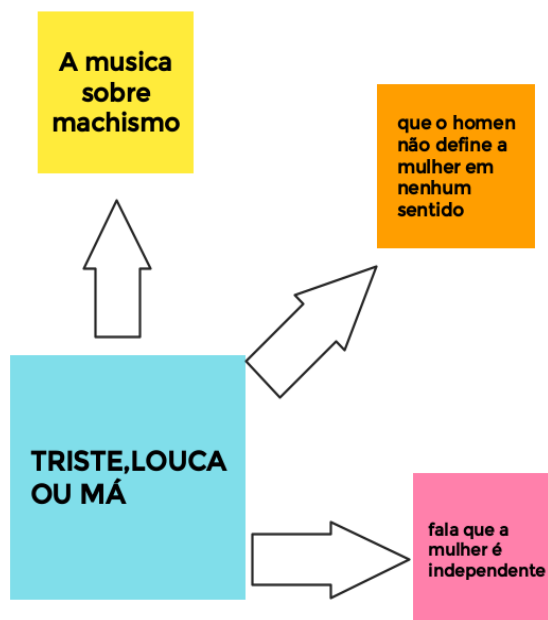 A musica
sobre
machismo
que o homen
não define a
mulher em
nenhum
sentido
TRISTE,LOUCA
OU MÁ
fala que a
mulher é
independente